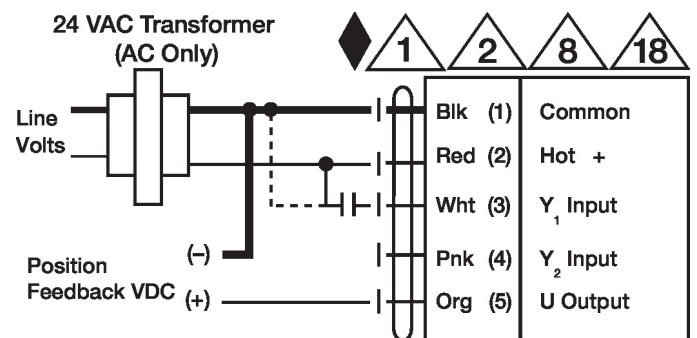 24 VAC Transformer
(AC Only)
1 2 8 18
Line
Volts
Blk (1) Common
Red (2) Hot +
Wht (3) Y1 Input
(–)
Pnk (4) Y2 Input
Position
Feedback VDC (+)
Org (5) U Output